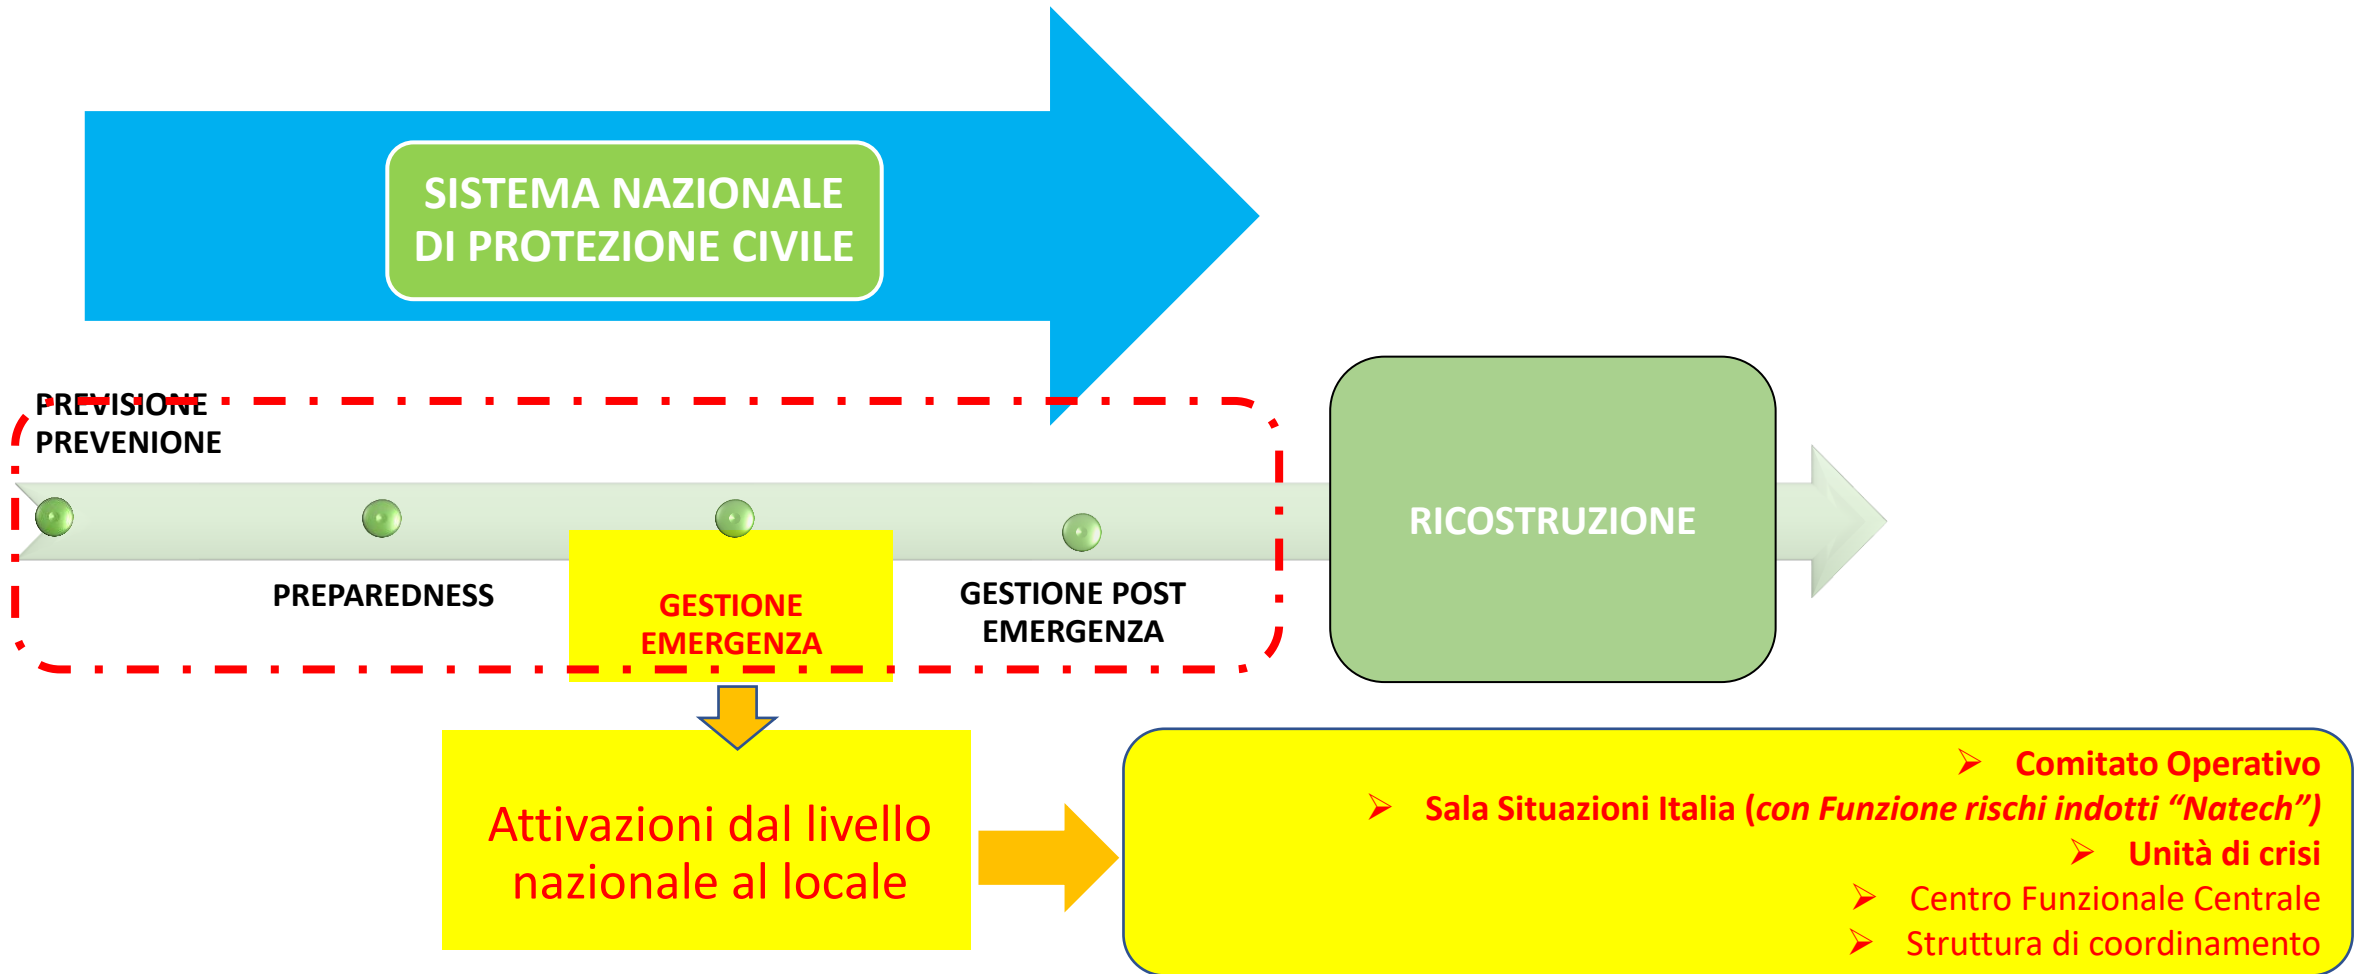 SISTEMA NAZIONALE
DI PROTEZIONE CIVILE
PREVISIONE
PREVENIONE
PREPAREDNESS
GESTIONE
EMERGENZA
GESTIONE POST
EMERGENZA
RICOSTRUZIONE
Attivazioni dal livello
nazionale al locale
➢ Comitato Operativo
➢ Sala Situazioni Italia (con Funzione rischi indotti “Natech”)
➢ Unità di crisi
➢ Centro Funzionale Centrale
➢ Struttura di coordinamento